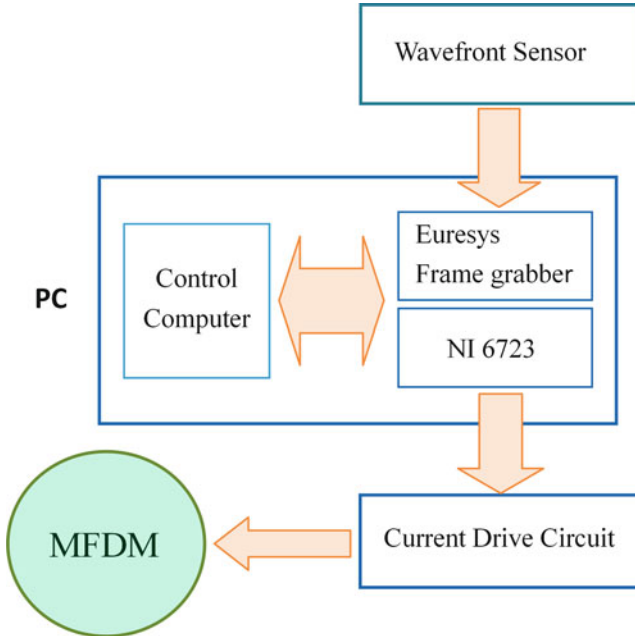 Wavefront Sensor
Euresys
Frame grabber
Control
Computer
PC
NI 6723
MFDM
Current Drive Circuit